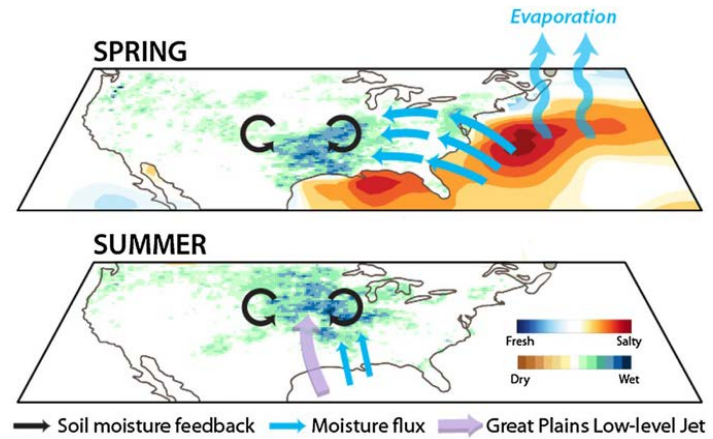 Evaporation
SPRING
SUMMER
Fresh Salty
Dry Wet
Soil moisture feedback Moisture flux Great Plains Low-level Jet